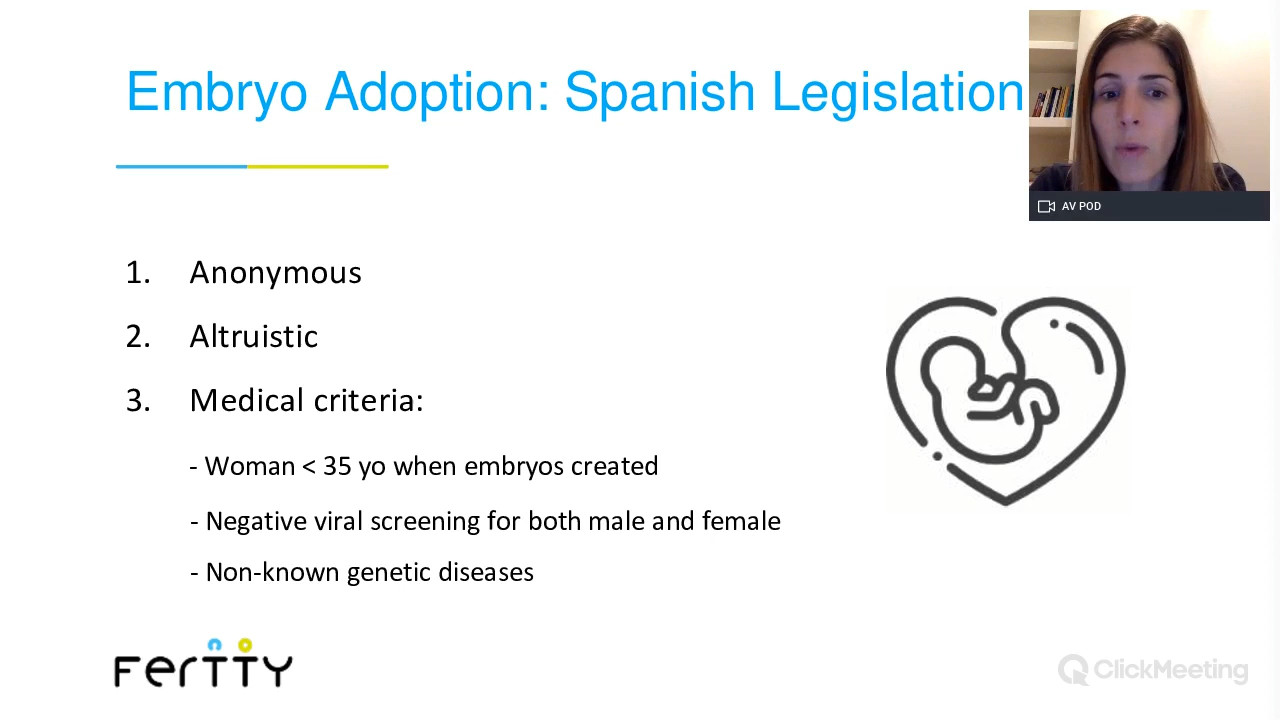 Embryo Adoption: Spanish Legislation
AV POD
1. Anonymous
2. Altruistic
3. Medical criteria:
- Woman < 35 yo when embryos created
- Negative viral screening for both male and female
- Non-known genetic diseases
Fertty
ClickMeeting